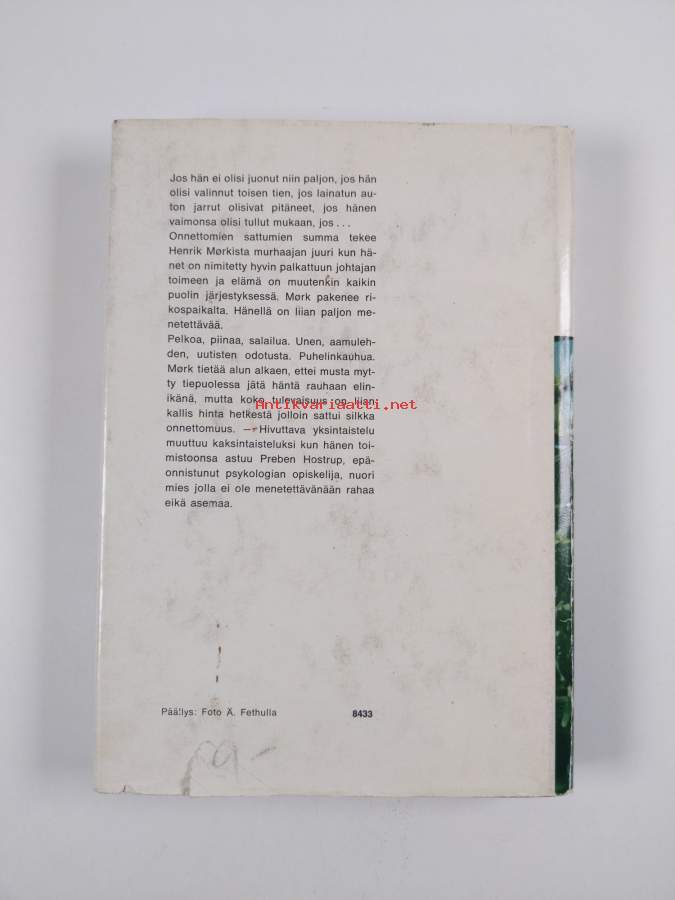 Jos hän ei olisi juonut niin paljon, jos hän
olisi valinnut toisen tien, jos lainatun au-
ton jarrut olisivat pitäneet, jos hänen
vaimonsa olisi tullut mukaan, jos . . .
Onnettomien sattumien summa tekee
Henrik Mørkista murhaajan juuri kun hä-
net on nimitetty hyvin palkattuun johtajan
toimeen ja elämä on muutenkin kaikin
puolin järjestyksessä. Mørk pakenee ri-
kospaikalta. Hänellä on liian paljon me-
netettävää.
Pelkoa, piinaa, salailua. Unen, aamuleh-
den, uutisten odotusta. Puhelinkauhua.
Mørk tietää alun alkaen, ettei musta myt-
ty tiepuolessa jätä häntä rauhaan elin-
ikänä, mutta koko tulevaisuus on liian
Antikvariaatti.net
kallis hinta hetkestä jolloin sattui silkka
onnettomuus. — Hivuttava yksintaistelu
muuttuu kaksintaisteluksi kun hänen toi-
mistoonsa astuu Preben Hostrup, epä-
onnistunut psykologian opiskelija, nuori
mies jolla ei ole menetettävänään rahaa
eikä asemaa.
Päällys: Foto Ä. Fethulla
8433